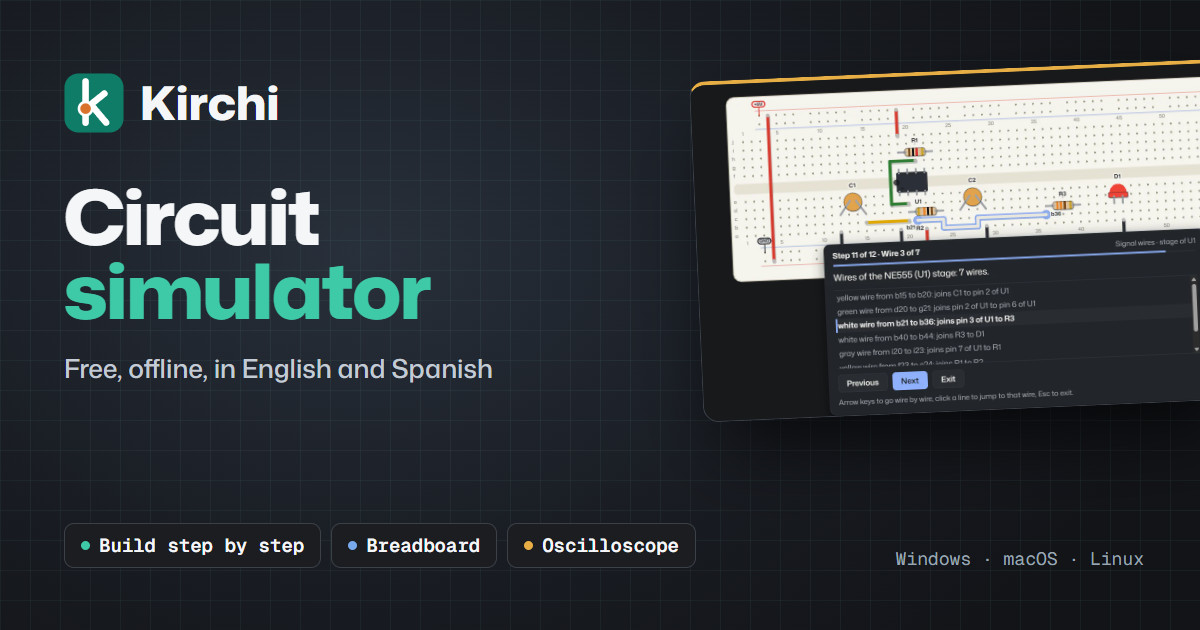 Kirchi
Circuit
simulator
Free, offline, in English and Spanish
R1
C1
C2
U1
R2
R3
D1
b21
b36
Step 11 of 12 · Wire 3 of 7
Signal wires · stage of U1
Wires of the NE555 (U1) stage: 7 wires.
yellow wire from b15 to b20: joins C1 to pin 2 of U1
green wire from d20 to g21: joins pin 2 of U1 to pin 6 of U1
white wire from b21 to b36: joins pin 3 of U1 to R3
white wire from b40 to b44: joins R3 to D1
gray wire from i20 to i23: joins pin 7 of U1 to R1
Previous
Next
Exit
Arrow keys to go wire by wire, click a line to jump to that wire, Esc to exit.
Build step by step
Breadboard
Oscilloscope
Windows · macOS · Linux